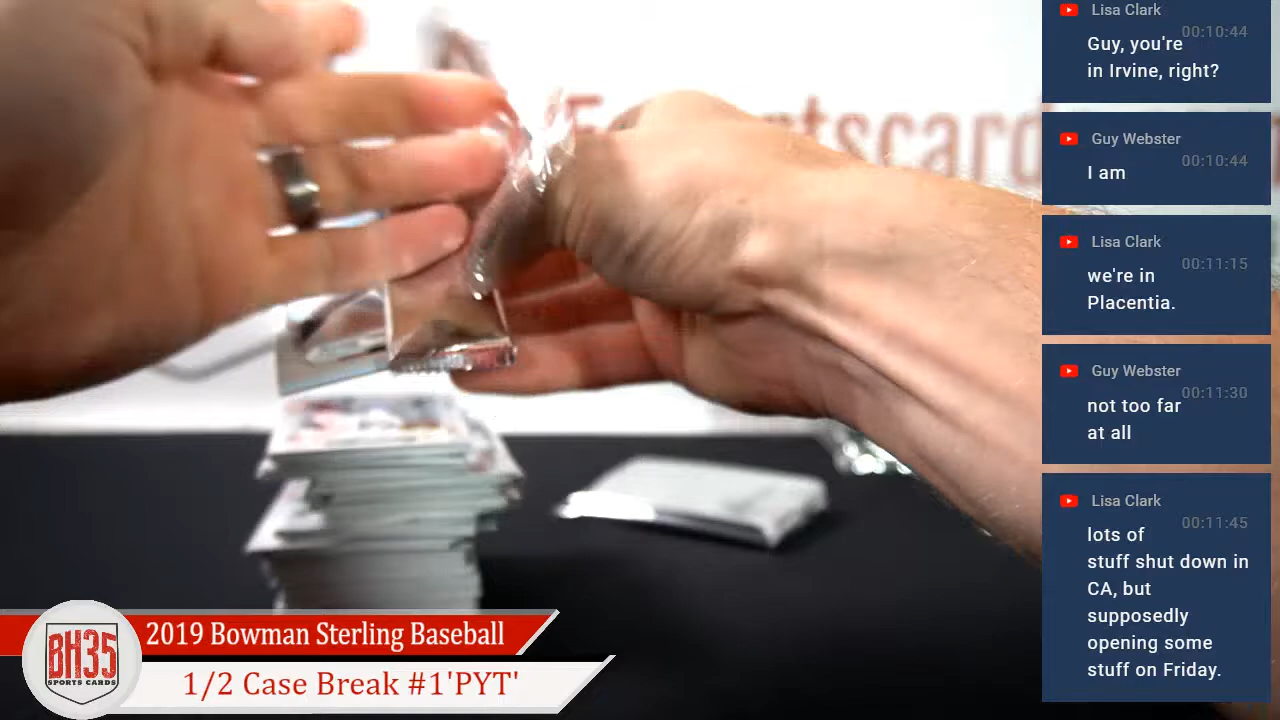 Lisa Clark
00:10:44
Guy, you're
in Irvine, right?
Guy Webster
00:10:44
I am
Lisa Clark
00:11:15
we're in
Placentia.
Guy Webster
00:11:30
not too far
at all
Lisa Clark
00:11:45
lots of
stuff shut down in
CA, but
supposedly
opening some
stuff on Friday.
BH35
SPORTS CARDS
2019 Bowman Sterling Baseball
1/2 Case Break #1'PYT'